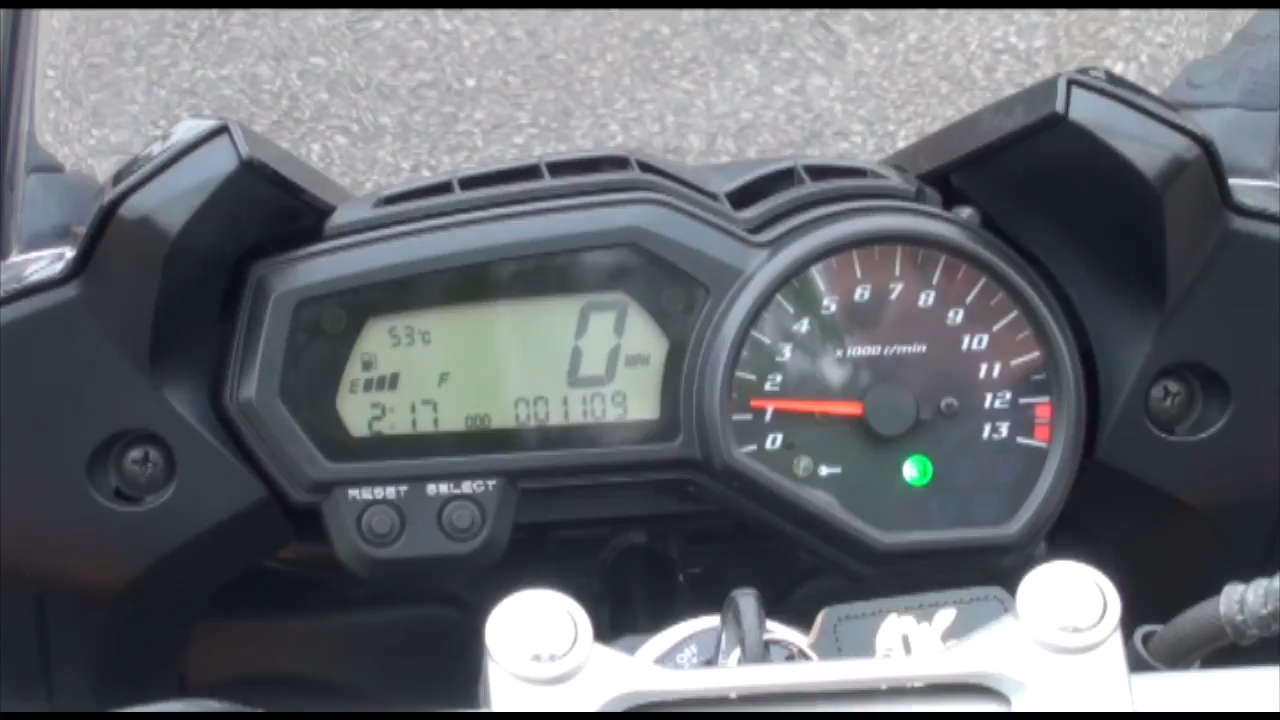 53°C
0 MPH
E F
2:17 ODO 001109
RESET SELECT
0 1 2 3 4 5 6 7 8 9 10 11 12 13
x1000 r/min
N